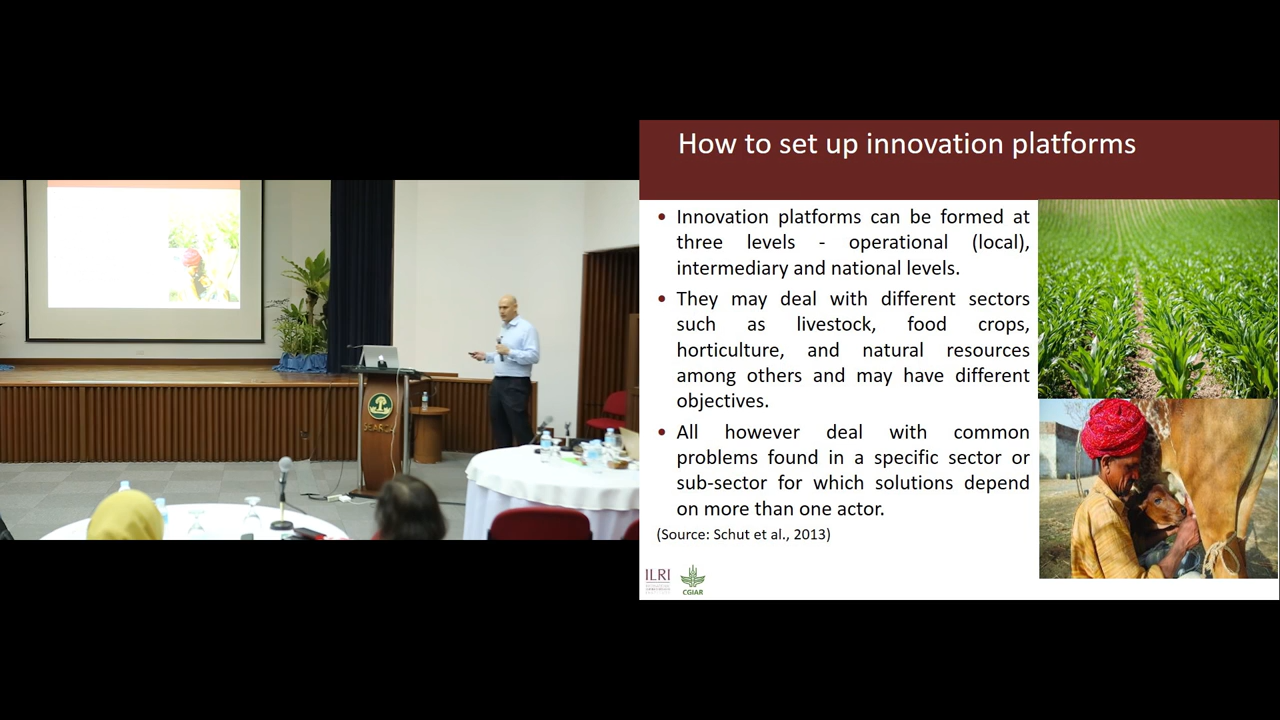 How to set up innovation platforms
• Innovation platforms can be formed at
three levels - operational (local),
intermediary and national levels.
• They may deal with different sectors
such as livestock, food crops,
horticulture, and natural resources
among others and may have different
objectives.
• All however deal with common
problems found in a specific sector or
sub-sector for which solutions depend
on more than one actor.
(Source: Schut et al., 2013)
ILRI
CGIAR